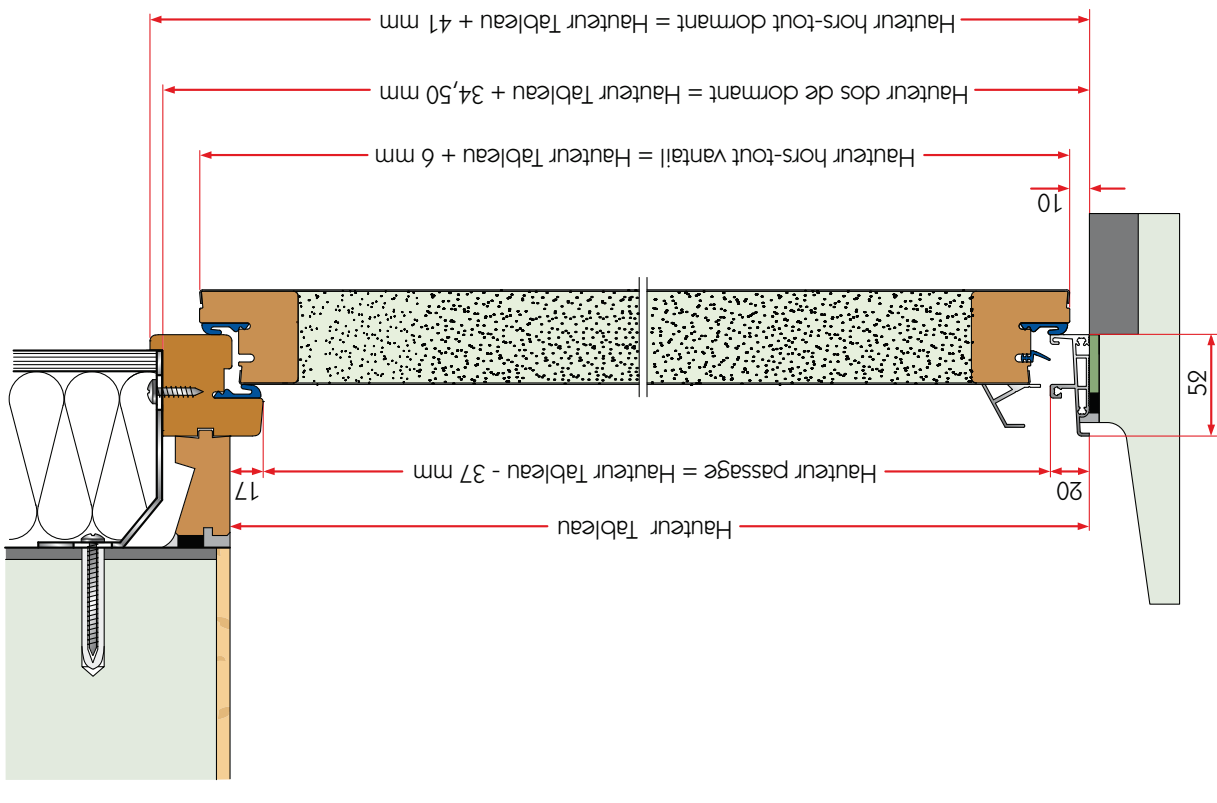 Hauteur Tableau
20
Hauteur passage = Hauteur Tableau - 37 mm
17
52
10
Hauteur hors-tout vantail = Hauteur Tableau + 6 mm
Hauteur dos de dormant = Hauteur Tableau + 34,50 mm
Hauteur hors-tout dormant = Hauteur Tableau + 41 mm